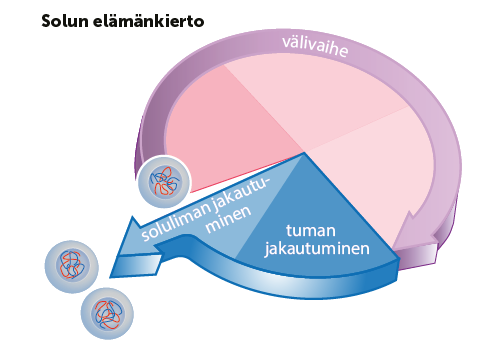 Solun elämänkierto
välivaihe
soluliman jakautu-
minen
tuman
jakautuminen